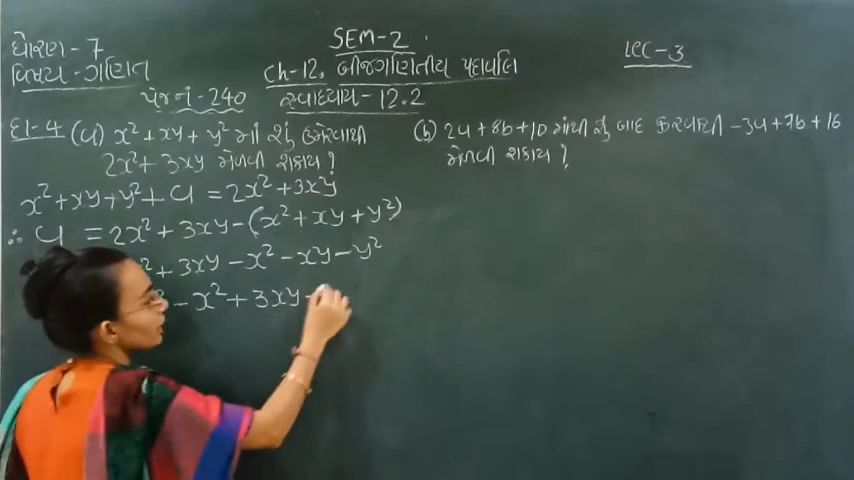 ધોરણ - 7
SEM-2
વિષય - ગણિત
Ch-12. બીજગણિતીય પદાવલિ
LEC-3
પેજ નં - 240
સ્વાધ્યાય - 12.2
દા-4 (a) x² + xy + y² માં શું ઉમેરવાથી
2x² + 3xy મેળવી શકાય ?
(b) 2a + 8b + 10 માંથી શું બાદ કરવાથી -3a + 7b + 16
મેળવી શકાય ?
x² + xy + y² + a = 2x² + 3xy
∴ a = 2x² + 3xy - (x² + xy + y²)
² + 3xy - x² - xy - y²
² - x² + 3xy -